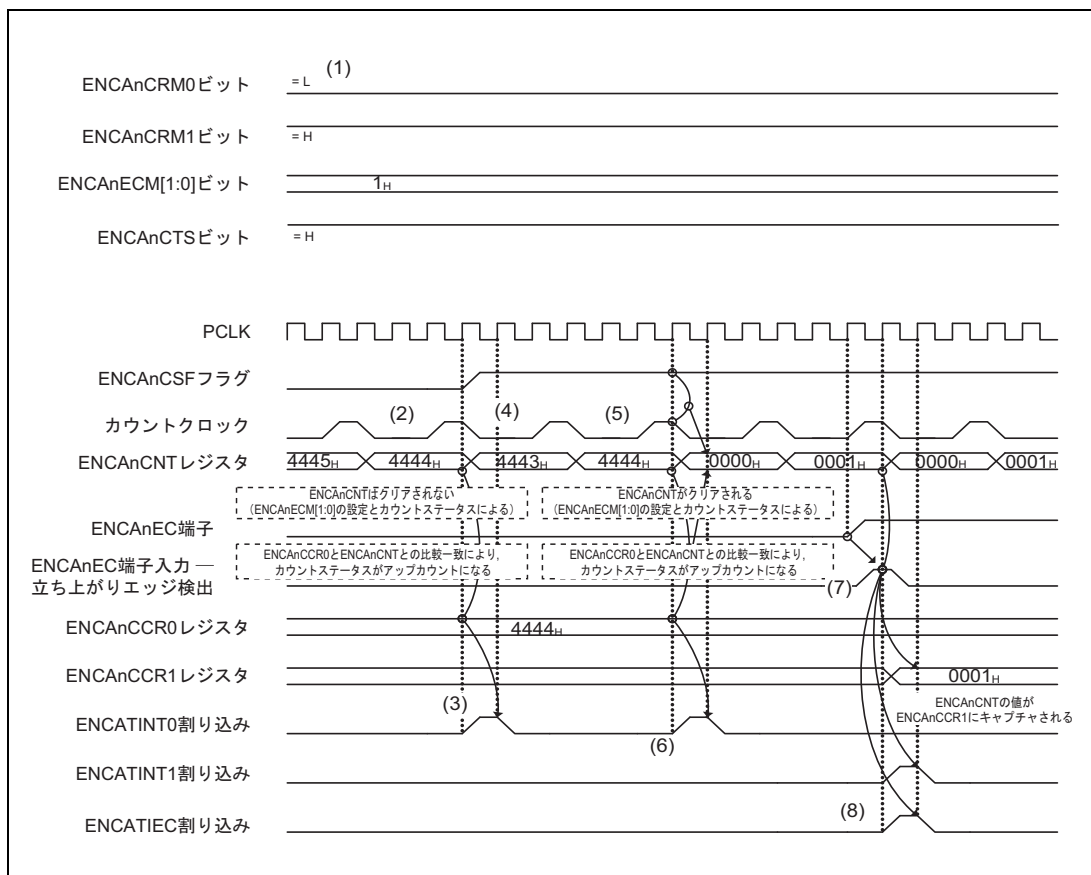 (1)
ENCAnCRM0ビット = L
ENCAnCRM1ビット = H
ENCAnECM[1:0]ビット 1H
ENCAnCTSビット = H
PCLK
ENCAnCSFフラグ
(2) (4) (5)
カウントクロック
ENCAnCNTレジスタ 4445H 4444H 4443H 4444H 0000H 0001H 0000H 0001H
ENCAnCNTはクリアされない
(ENCAnECM[1:0]の設定とカウントステータスによる)
ENCAnCNTがクリアされる
(ENCAnECM[1:0]の設定とカウントステータスによる)
ENCAnEC端子
ENCAnCCR0とENCAnCNTとの比較一致により,
カウントステータスがアップカウントになる
ENCAnCCR0とENCAnCNTとの比較一致により,
カウントステータスがアップカウントになる
ENCAnEC端子入力 —
立ち上がりエッジ検出
(7)
ENCAnCCR0レジスタ 4444H
ENCAnCCR1レジスタ 0001H
ENCAnCNTの値が
ENCAnCCR1にキャプチャされる
(3)
ENCATINT0割り込み
(6)
ENCATINT1割り込み
(8)
ENCATIEC割り込み